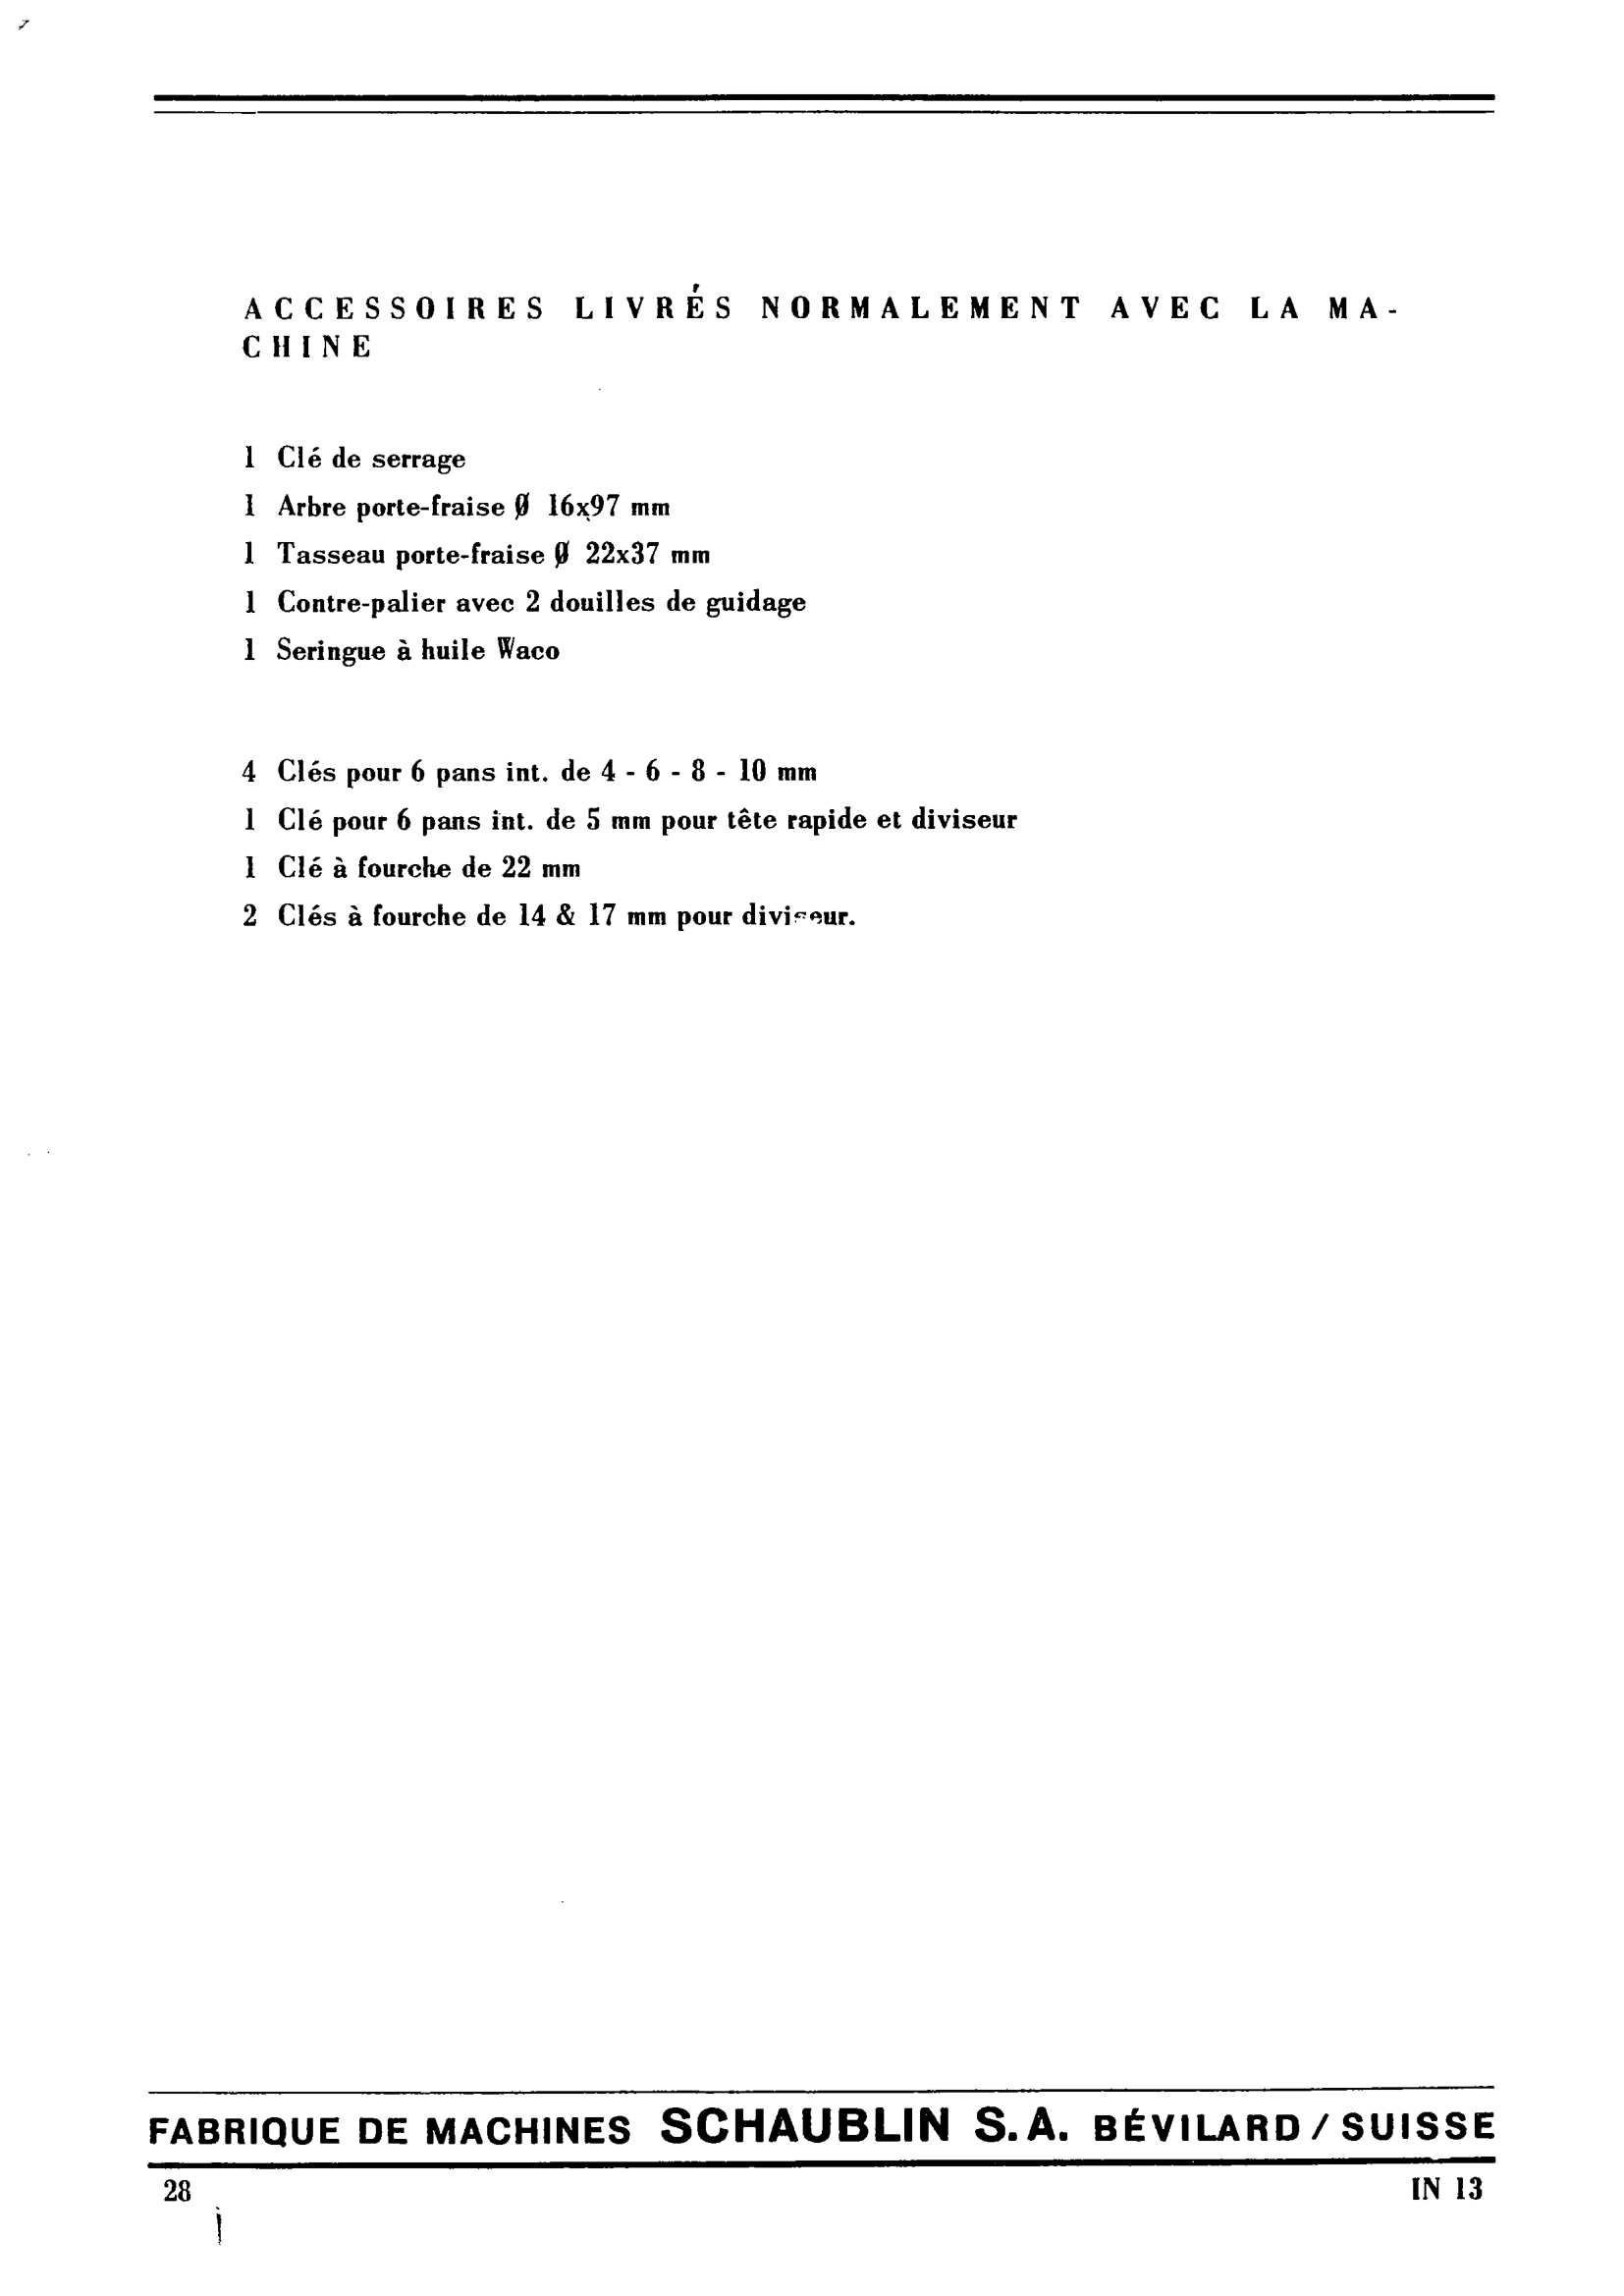 ACCESSOIRES LIVRÉS NORMALEMENT AVEC LA MA-
CHINE
1 Clé de serrage
1 Arbre porte-fraise Ø 16x97 mm
1 Tasseau porte-fraise Ø 22x37 mm
1 Contre-palier avec 2 douilles de guidage
1 Seringue à huile Waco
4 Clés pour 6 pans int. de 4 - 6 - 8 - 10 mm
1 Clé pour 6 pans int. de 5 mm pour tête rapide et diviseur
1 Clé à fourche de 22 mm
2 Clés à fourche de 14 & 17 mm pour diviseur.
FABRIQUE DE MACHINES SCHAUBLIN S.A. BÉVILARD / SUISSE
28 IN 13